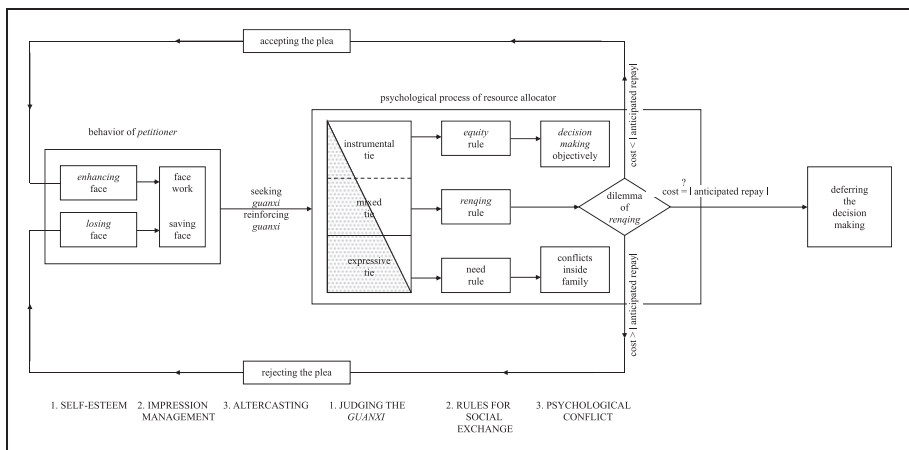 accepting the plea
psychological process of resource allocator
behavior of petitioner
enhancing
face
face
work
losing
face
saving
face
seeking
guanxi
reinforcing
guanxi
instrumental
tie
mixed
tie
expressive
tie
equity
rule
renqing
rule
need
rule
decision
making
objectively
dilemma
of
renqing
conflicts
inside
family
cost < | anticipated repay|
?
cost = | anticipated repay |
cost > | anticipated repay|
deferring
the
decision
making
rejecting the plea
1. SELF-ESTEEM
2. IMPRESSION
MANAGEMENT
3. ALTERCASTING
1. JUDGING THE
GUANXI
2. RULES FOR
SOCIAL
EXCHANGE
3. PSYCHOLOGICAL
CONFLICT